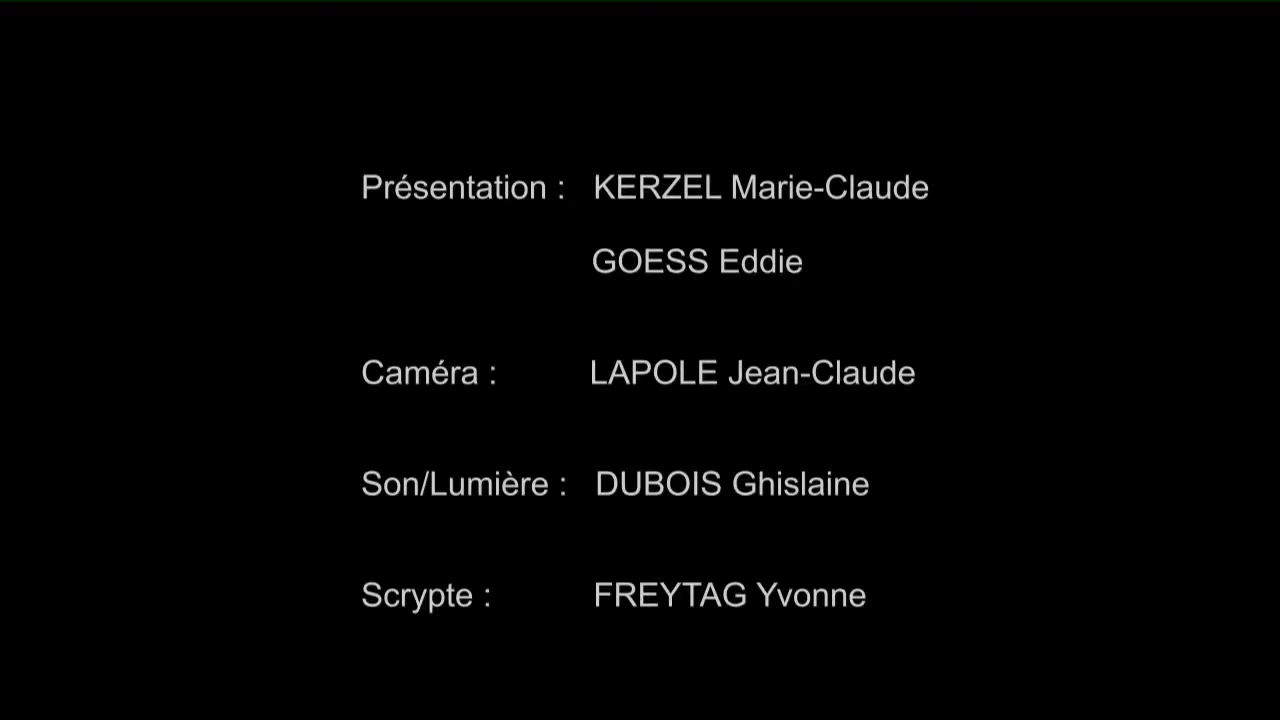 Présentation : KERZEL Marie-Claude
GOESS Eddie
Caméra : LAPOLE Jean-Claude
Son/Lumière : DUBOIS Ghislaine
Scrypte : FREYTAG Yvonne